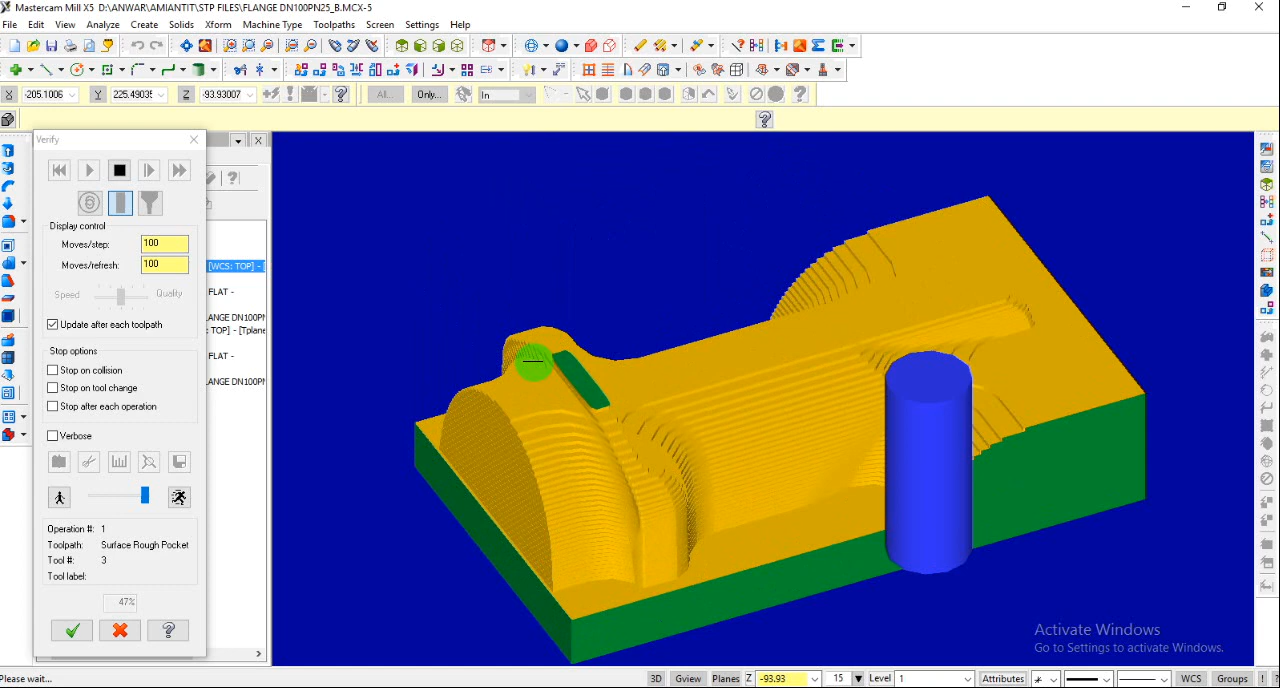 Mastercam Mill X5 D:\ANWAR\AMIANTIT\STP FILES\FLANGE DN100PN25_B.MCX-5
File Edit View Analyze Create Solids Xform Machine Type Toolpaths Screen Settings Help
X -205.1006 Y 225.4903 Z -93.93007 All... Only... In
Verify
Display control
Moves/step: 100
Moves/refresh: 100
Speed Quality
Update after each toolpath
Stop options
Stop on collision
Stop on tool change
Stop after each operation
Verbose
Operation #: 1
Toolpath: Surface Rough Pocket
Tool #: 3
Tool label:
47%
[WCS: TOP] - [
FLAT -
ANGE DN100PN
: TOP] - [Tplane
FLAT -
ANGE DN100PN
Activate Windows
Go to Settings to activate Windows.
Please wait... 3D Gview Planes Z -93.93 15 Level 1 Attributes WCS Groups ! ?